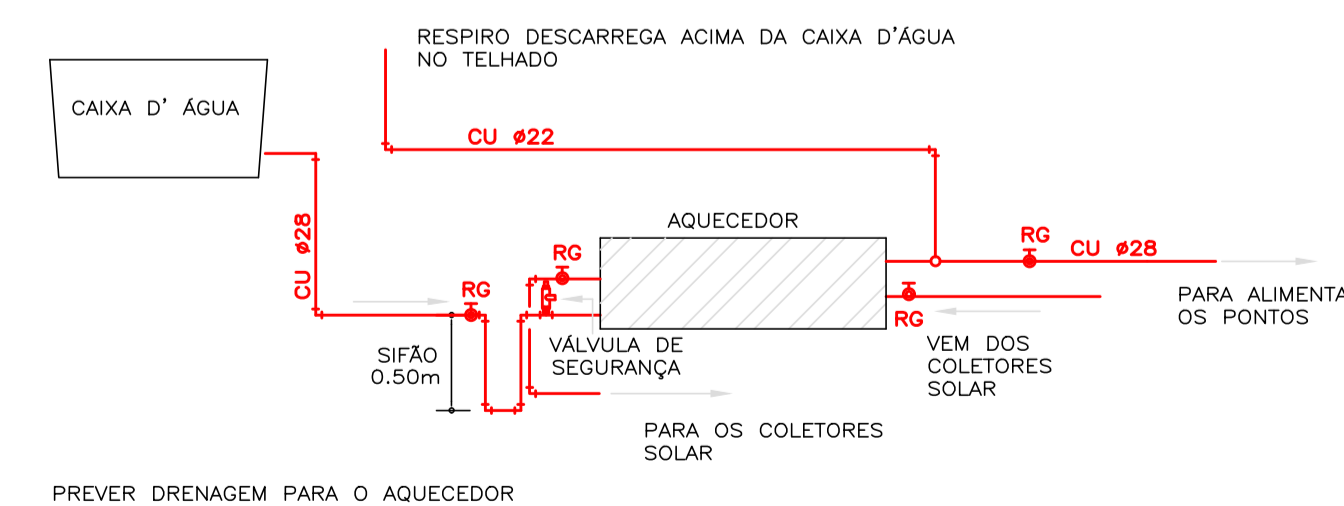 RESPIRO DESCARREGA ACIMA DA CAIXA D'ÁGUA
NO TELHADO
CAIXA D' ÁGUA
CU ø22
CU ø28
AQUECEDOR
RG
RG
RG
CU ø28
RG
PARA ALIMENTA
OS PONTOS
SIFÃO
0.50m
VÁLVULA DE
SEGURANÇA
VEM DOS
COLETORES
SOLAR
PARA OS COLETORES
SOLAR
PREVER DRENAGEM PARA O AQUECEDOR